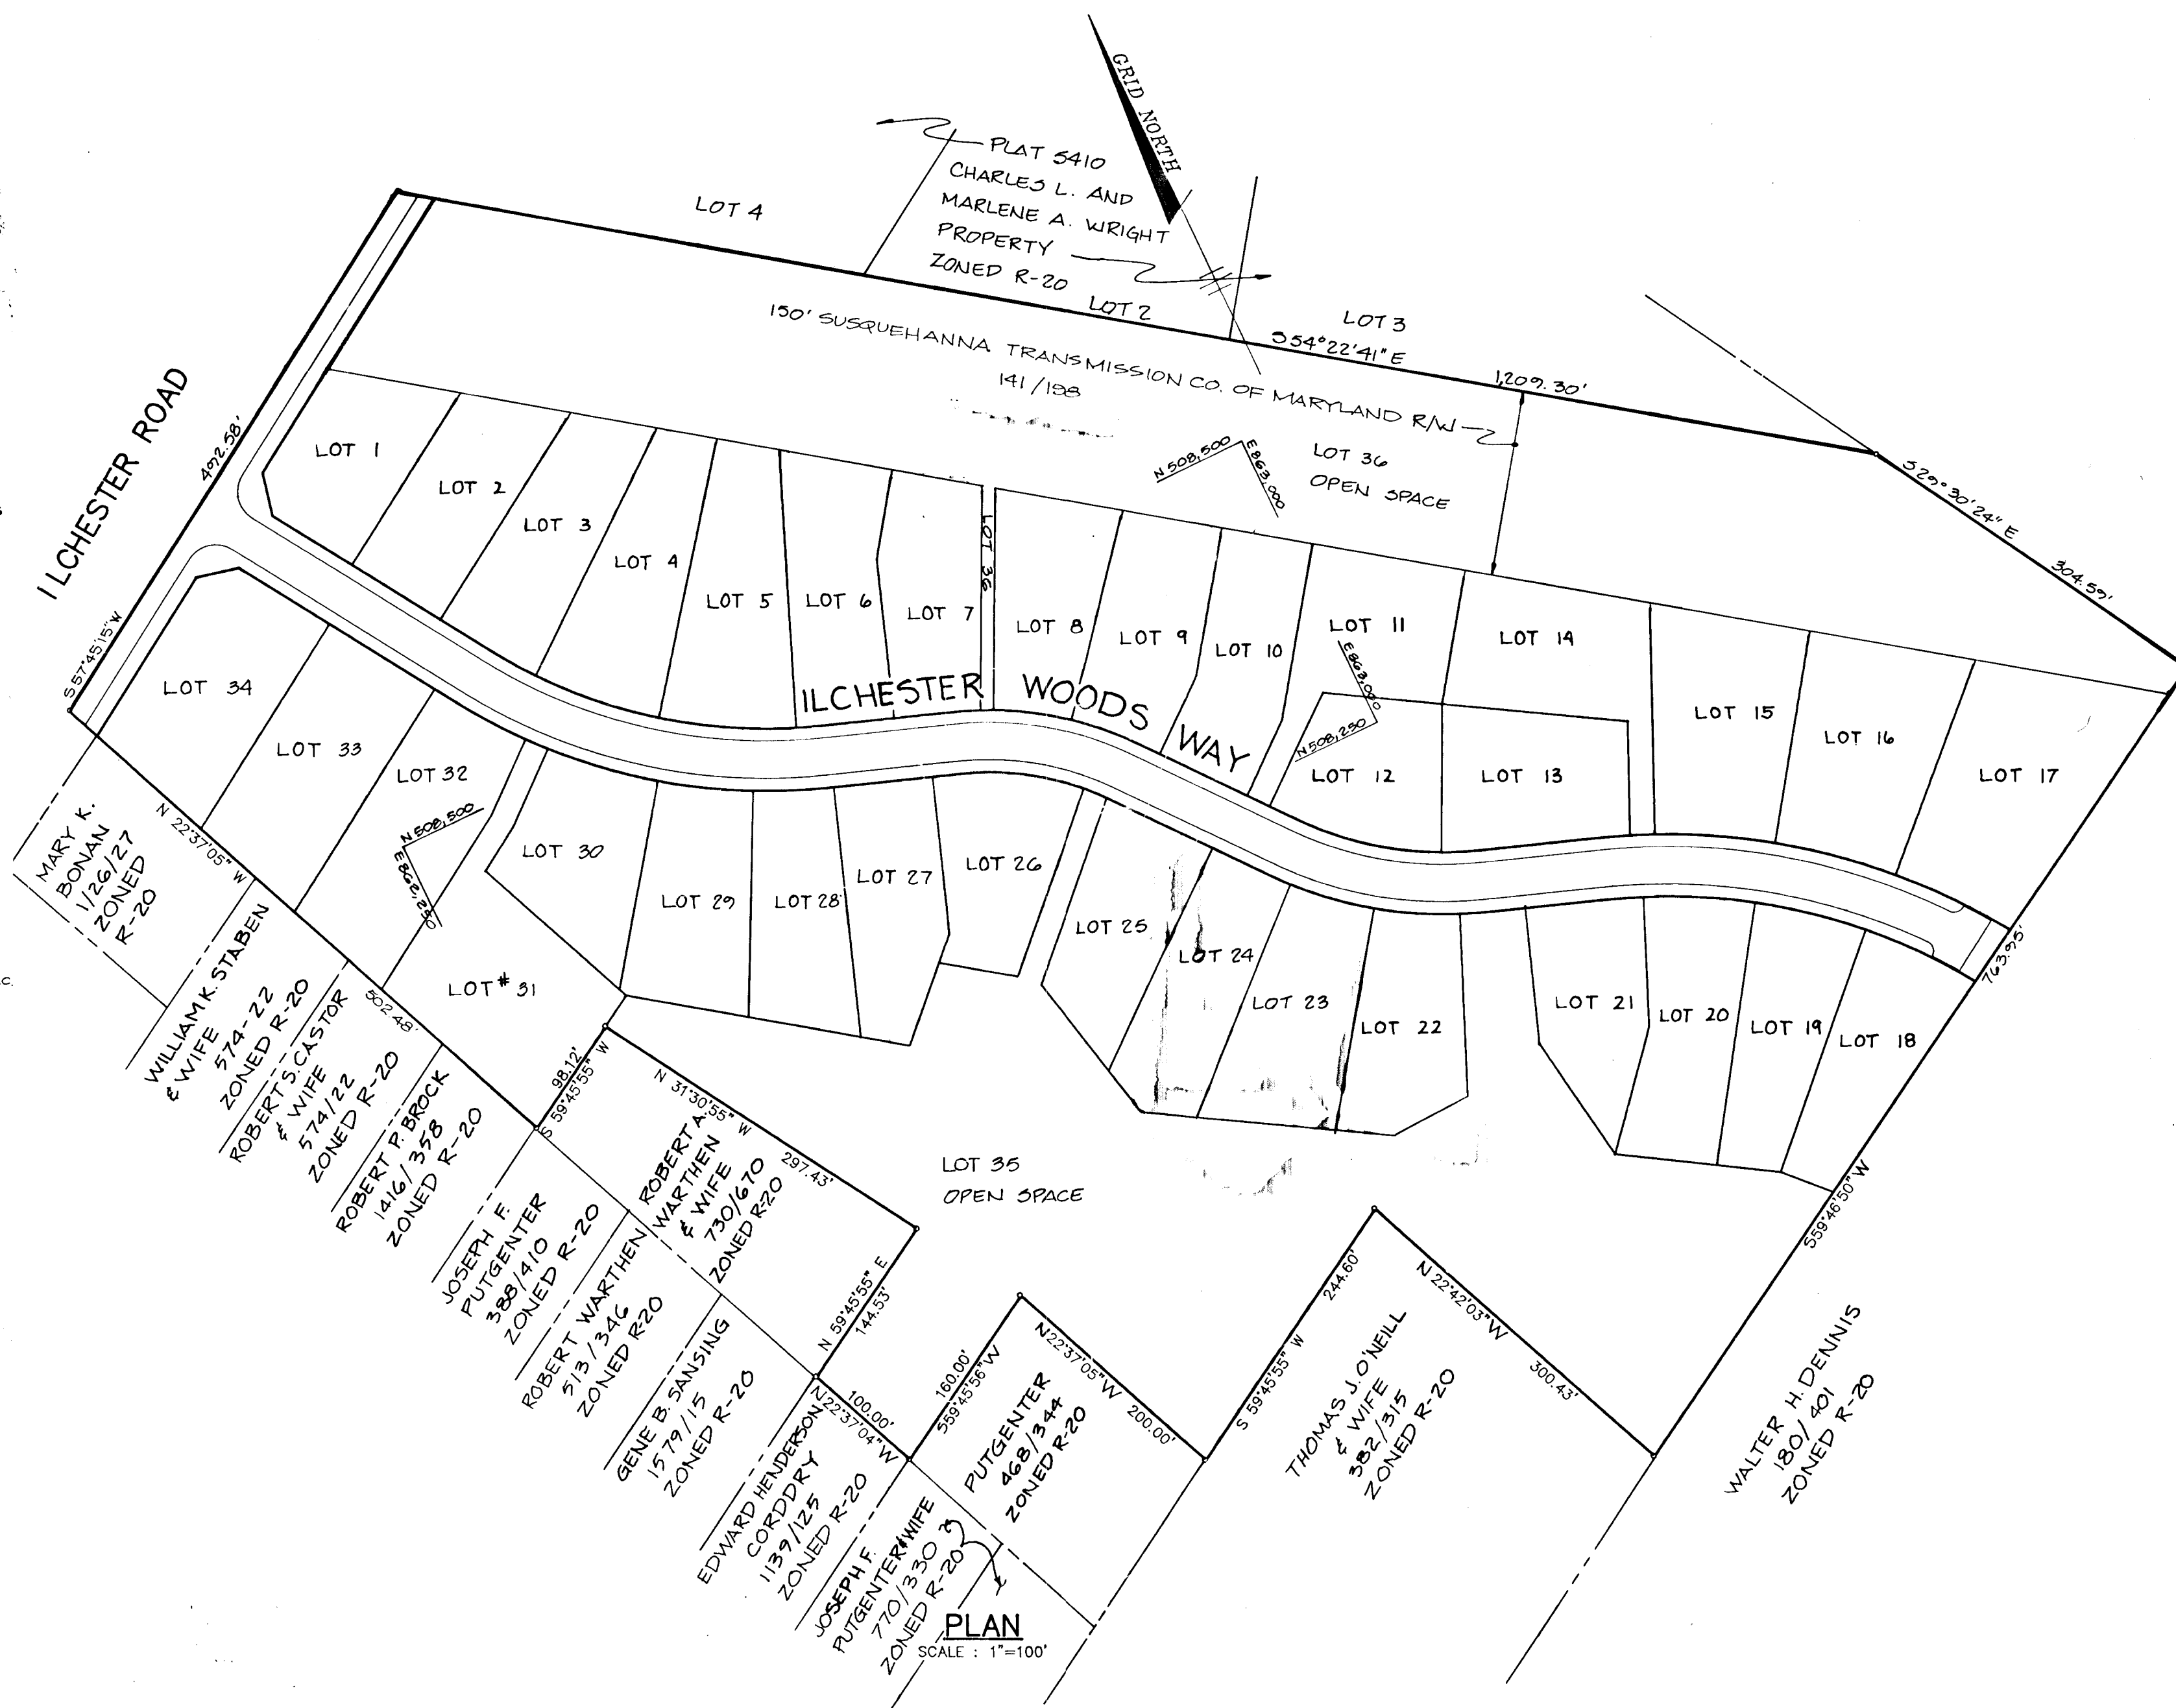 GRID NORTH
PLAT 5410
CHARLES L. AND
MARLENE A. WRIGHT
PROPERTY
ZONED R-20
LOT 4
LOT 2
LOT 3
S54°22'41" E
1,209.30'
150' SUSQUEHANNA TRANSMISSION CO. OF MARYLAND R/W
141/198
LOT 36
OPEN SPACE
N 508,500
E 863,000
S29°30'24" E
304.59'
ILCHESTER ROAD
492.58'
S57°45'15"W
LOT 1
LOT 2
LOT 3
LOT 4
LOT 5
LOT 6
LOT 7
LOT 36
LOT 8
LOT 9
LOT 10
LOT 11
LOT 14
LOT 15
LOT 16
LOT 17
E 863,000
N 508,250
LOT 12
LOT 13
ILCHESTER WOODS WAY
LOT 34
LOT 33
LOT 32
N 508,500
E 862,250
LOT # 31
LOT 30
LOT 29
LOT 28
LOT 27
LOT 26
LOT 25
LOT 24
LOT 23
LOT 22
LOT 21
LOT 20
LOT 19
LOT 18
763.95'
S59°46'50"W
N 22°37'05" W
502.48'
C.
MARY K.
BONAN
1/26/27
ZONED
R-20
WILLIAM K. STABEN
& WIFE
574-22
ZONED R-20
ROBERT S. CASTOR
& WIFE
574/22
ZONED R-20
ROBERT P. BROCK
1416/358
ZONED R-20
98.12'
S 59°45'55" W
N 31°30'55" W
297.43'
JOSEPH F.
PUTGENTER
388/410
ZONED R-20
ROBERT A.
WARTHEN
& WIFE
730/670
ZONED R-20
ROBERT WARTHEN
513/346
ZONED R-20
LOT 35
OPEN SPACE
N 59°45'55" E
144.53'
GENE B. SANSING
1579/15
ZONED R-20
100.00'
N22°37'04"W
EDWARD HENDERSON
CORDDRY
1139/125
ZONED R-20
160.00'
S59°45'56"W
N22°37'05"W
200.00'
PUTGENTER
468/344
ZONED R-20
JOSEPH F.
PUTGENTER & WIFE
770/330
ZONED R-20
244.60'
S 59°45'55" W
N 22°42'03" W
300.43'
THOMAS J. O'NEILL
& WIFE
382/315
ZONED R-20
WALTER H. DENNIS
180/401
ZONED R-20
PLAN
SCALE : 1"=100'